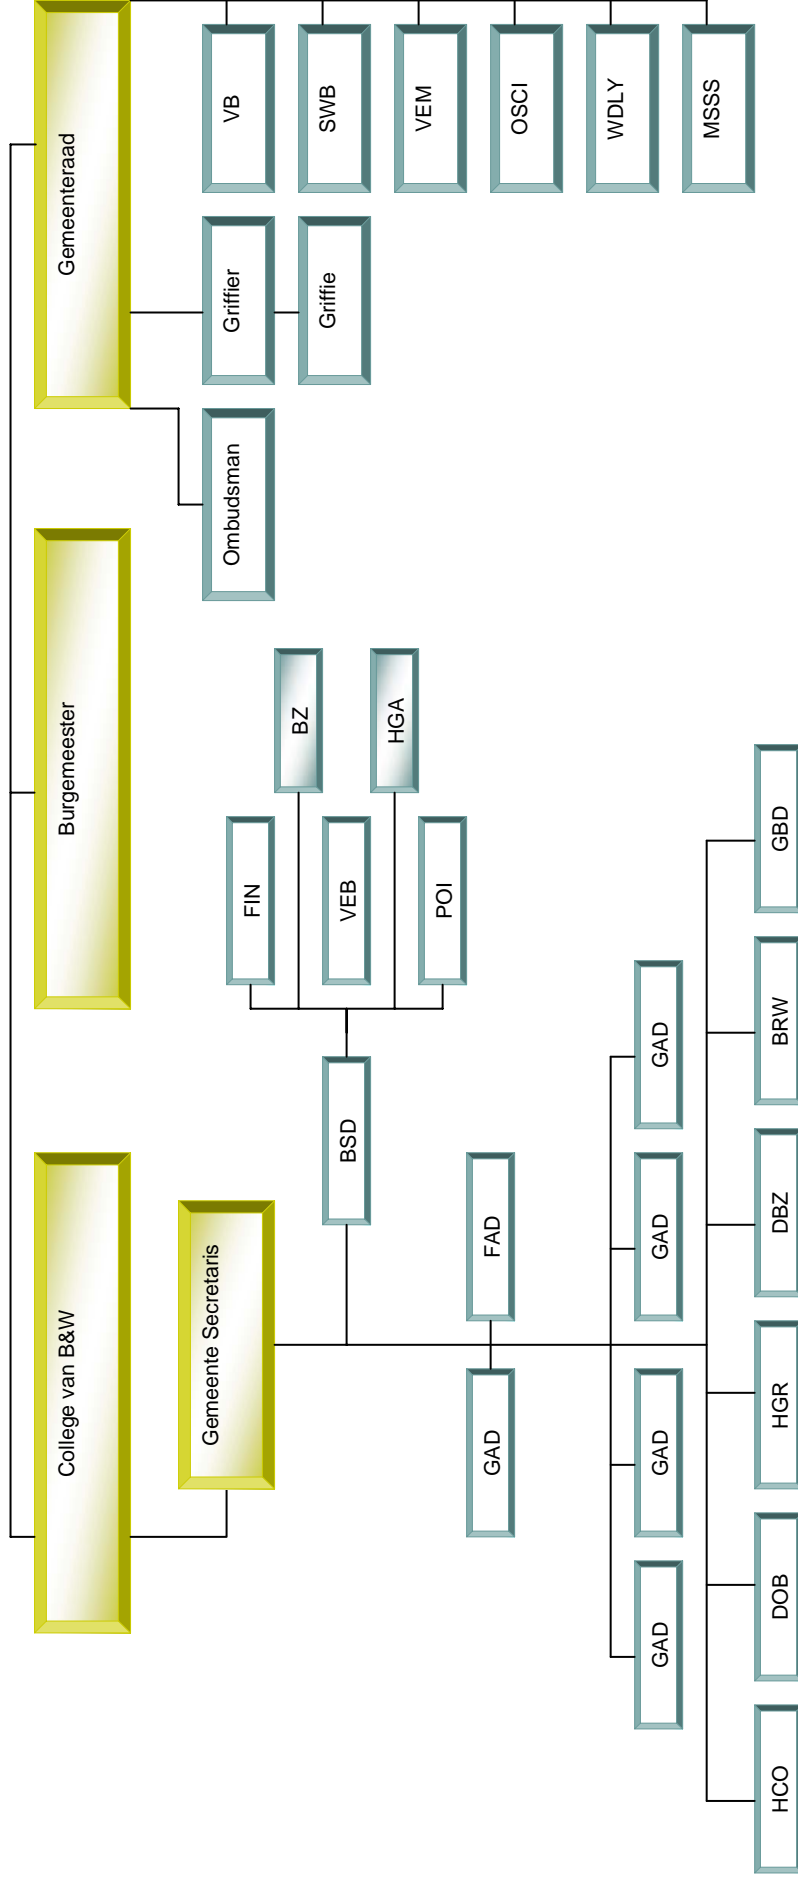 College van B&W
Burgemeester
Gemeenteraad
Gemeente Secretaris
Ombudsman
Griffier
VB
Griffie
SWB
VEM
OSCI
WDLY
MSSS
FIN
BZ
BSD
VEB
HGA
POI
GAD
FAD
GAD
GAD
GAD
GAD
HCO
DOB
HGR
DBZ
BRW
GBD